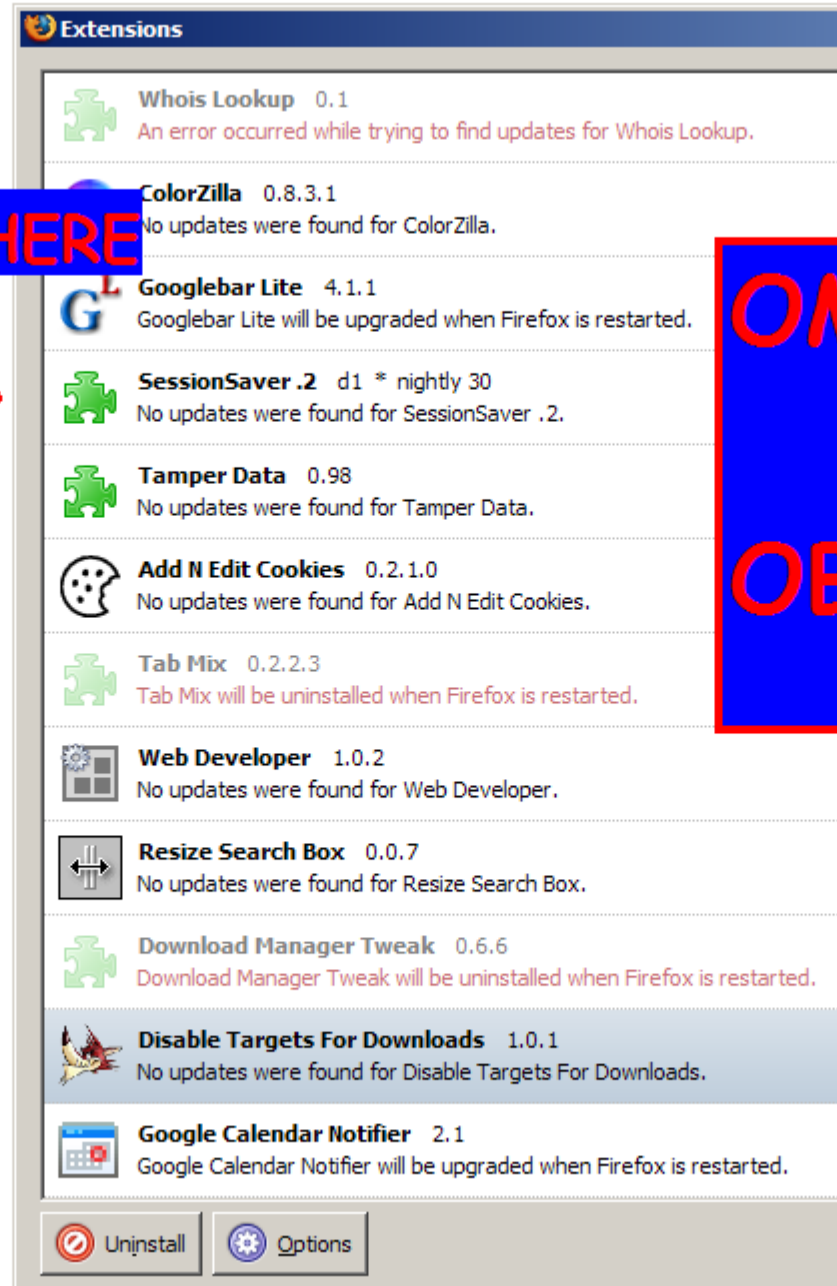 Extensions
Whois Lookup 0.1
An error occurred while trying to find updates for Whois Lookup.
ColorZilla 0.8.3.1
No updates were found for ColorZilla.
HERE
Googlebar Lite 4.1.1
Googlebar Lite will be upgraded when Firefox is restarted.
SessionSaver .2 d1 * nightly 30
No updates were found for SessionSaver .2.
Tamper Data 0.98
No updates were found for Tamper Data.
Add N Edit Cookies 0.2.1.0
No updates were found for Add N Edit Cookies.
Tab Mix 0.2.2.3
Tab Mix will be uninstalled when Firefox is restarted.
Web Developer 1.0.2
No updates were found for Web Developer.
Resize Search Box 0.0.7
No updates were found for Resize Search Box.
Download Manager Tweak 0.6.6
Download Manager Tweak will be uninstalled when Firefox is restarted.
Disable Targets For Downloads 1.0.1
No updates were found for Disable Targets For Downloads.
Google Calendar Notifier 2.1
Google Calendar Notifier will be upgraded when Firefox is restarted.
Uninstall Options